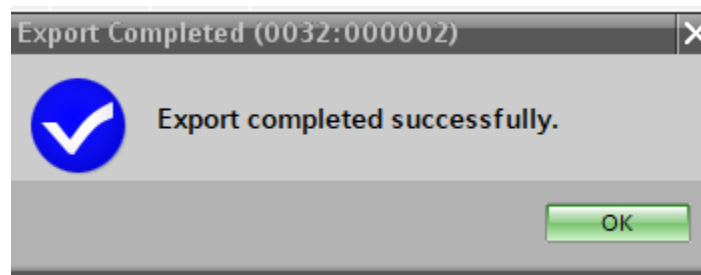 Export Completed (0032:000002)
Export completed successfully.
OK